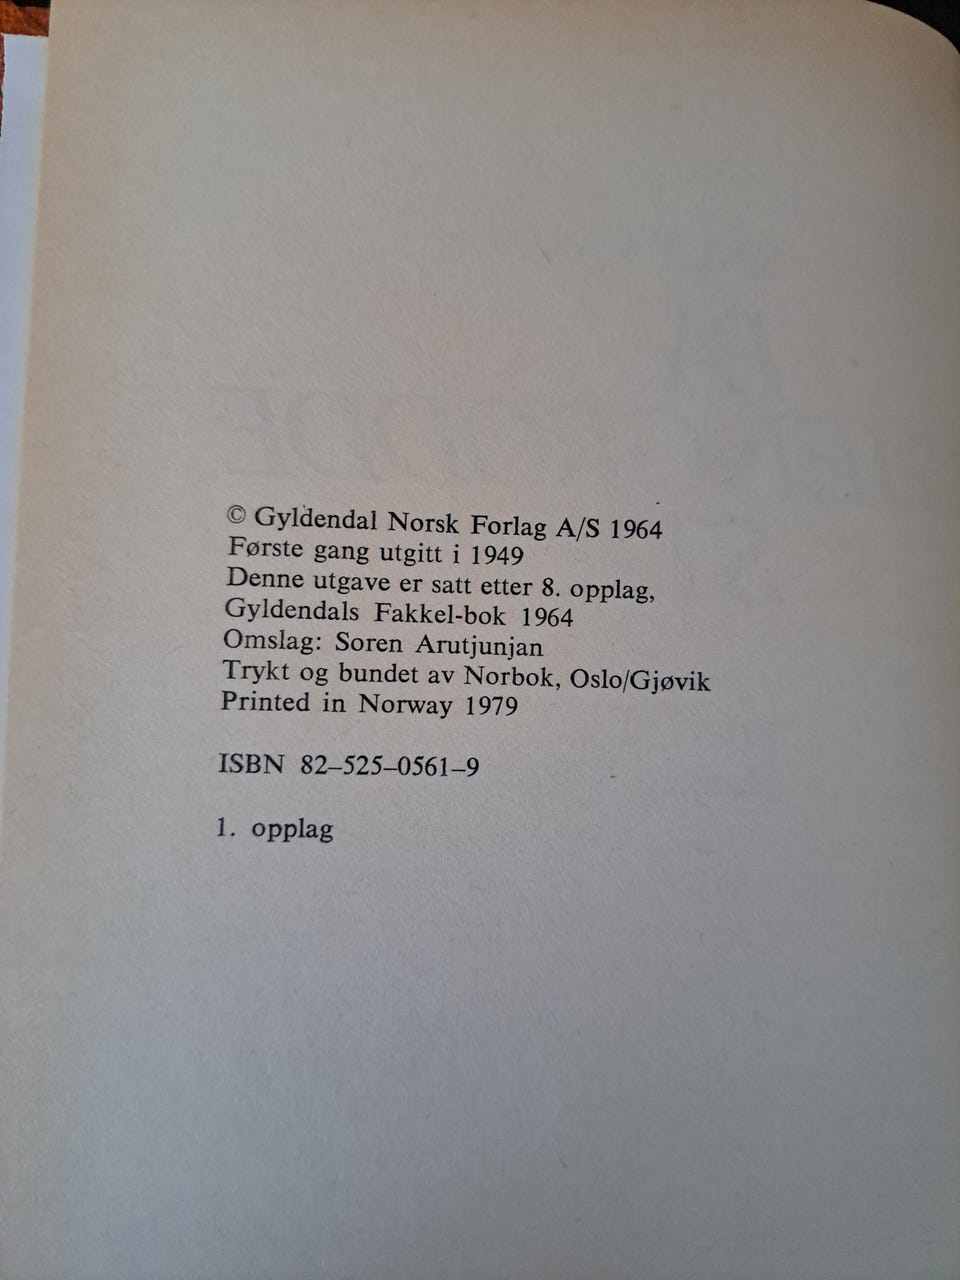 © Gyldendal Norsk Forlag A/S 1964
Første gang utgitt i 1949
Denne utgave er satt etter 8. opplag,
Gyldendals Fakkel-bok 1964
Omslag: Soren Arutjunjan
Trykt og bundet av Norbok, Oslo/Gjøvik
Printed in Norway 1979
ISBN 82–525–0561–9
1. opplag